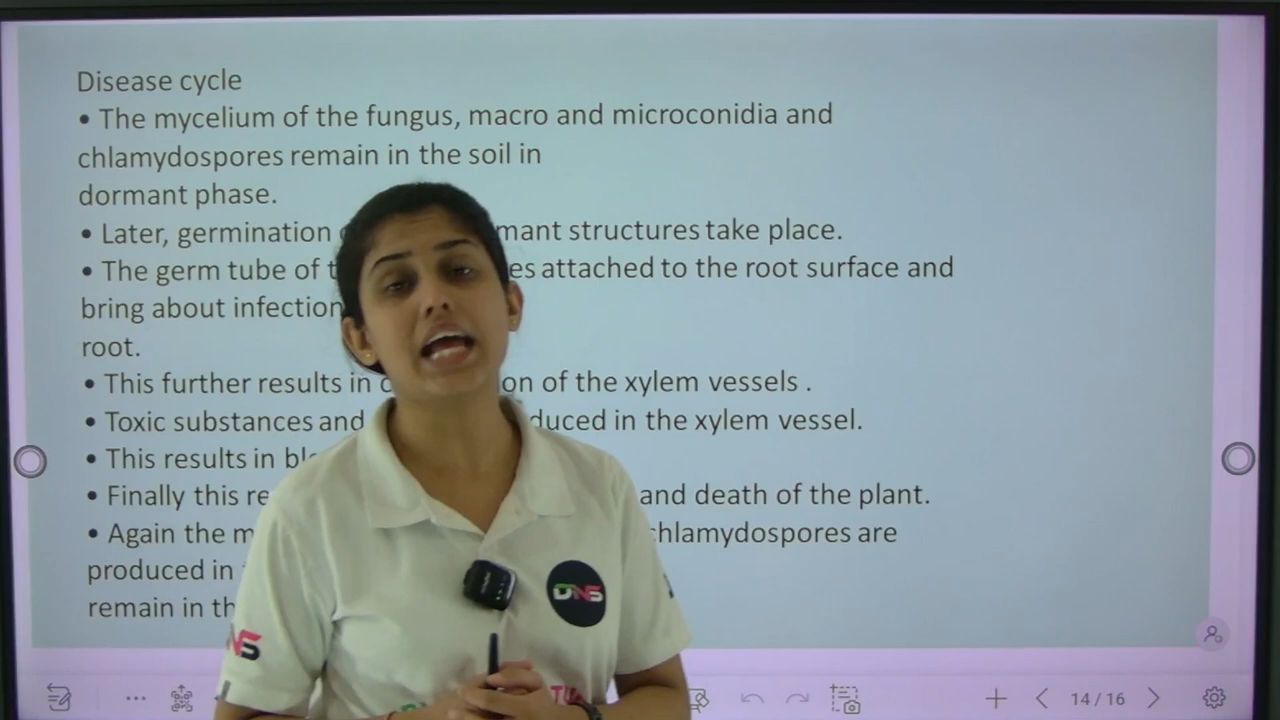 Disease cycle
• The mycelium of the fungus, macro and microconidia and
chlamydospores remain in the soil in
dormant phase.
• Later, germination mant structures take place.
• The germ tube of t es attached to the root surface and
bring about infection
root.
• This further results in on of the xylem vessels .
• Toxic substances and duced in the xylem vessel.
• This results in bl
• Finally this re and death of the plant.
• Again the m chlamydospores are
produced in
remain in th
DNS
NS
14 / 16